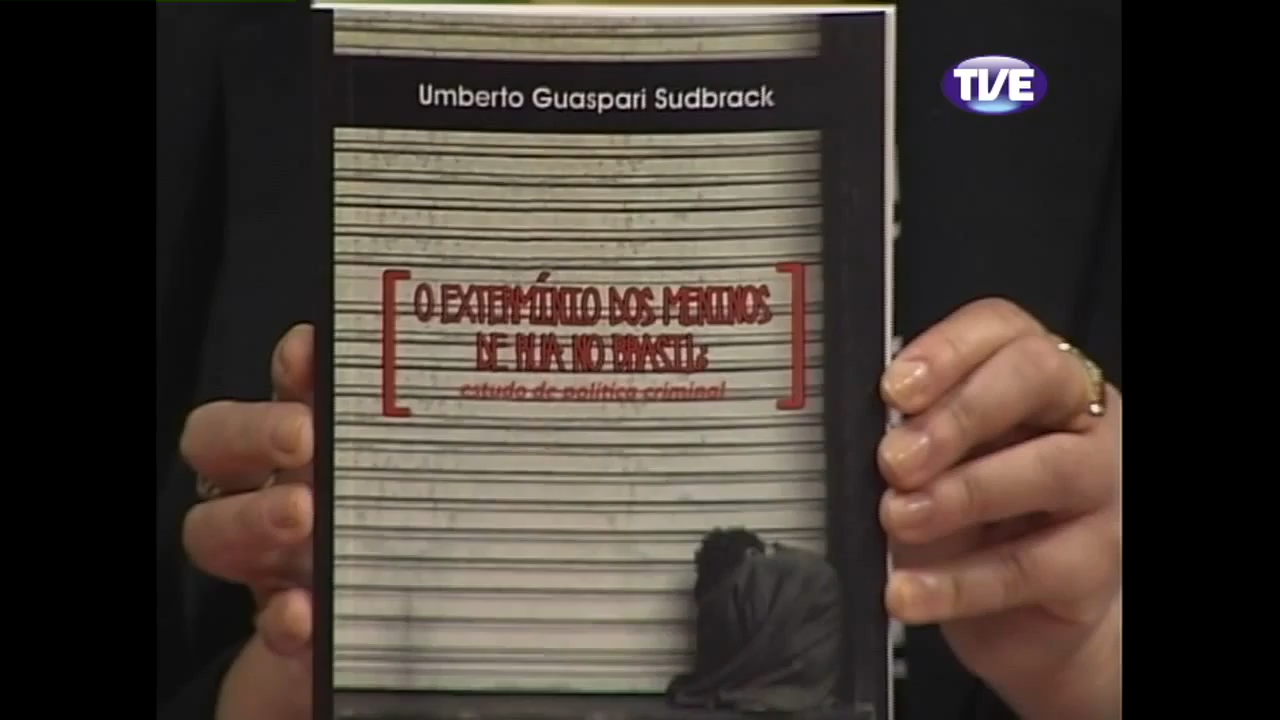 Umberto Guaspari Sudbrack
TVE
[O EXTERMÍNIO DOS MENINOS
DE RUA NO BRASIL:
estudo de política criminal]